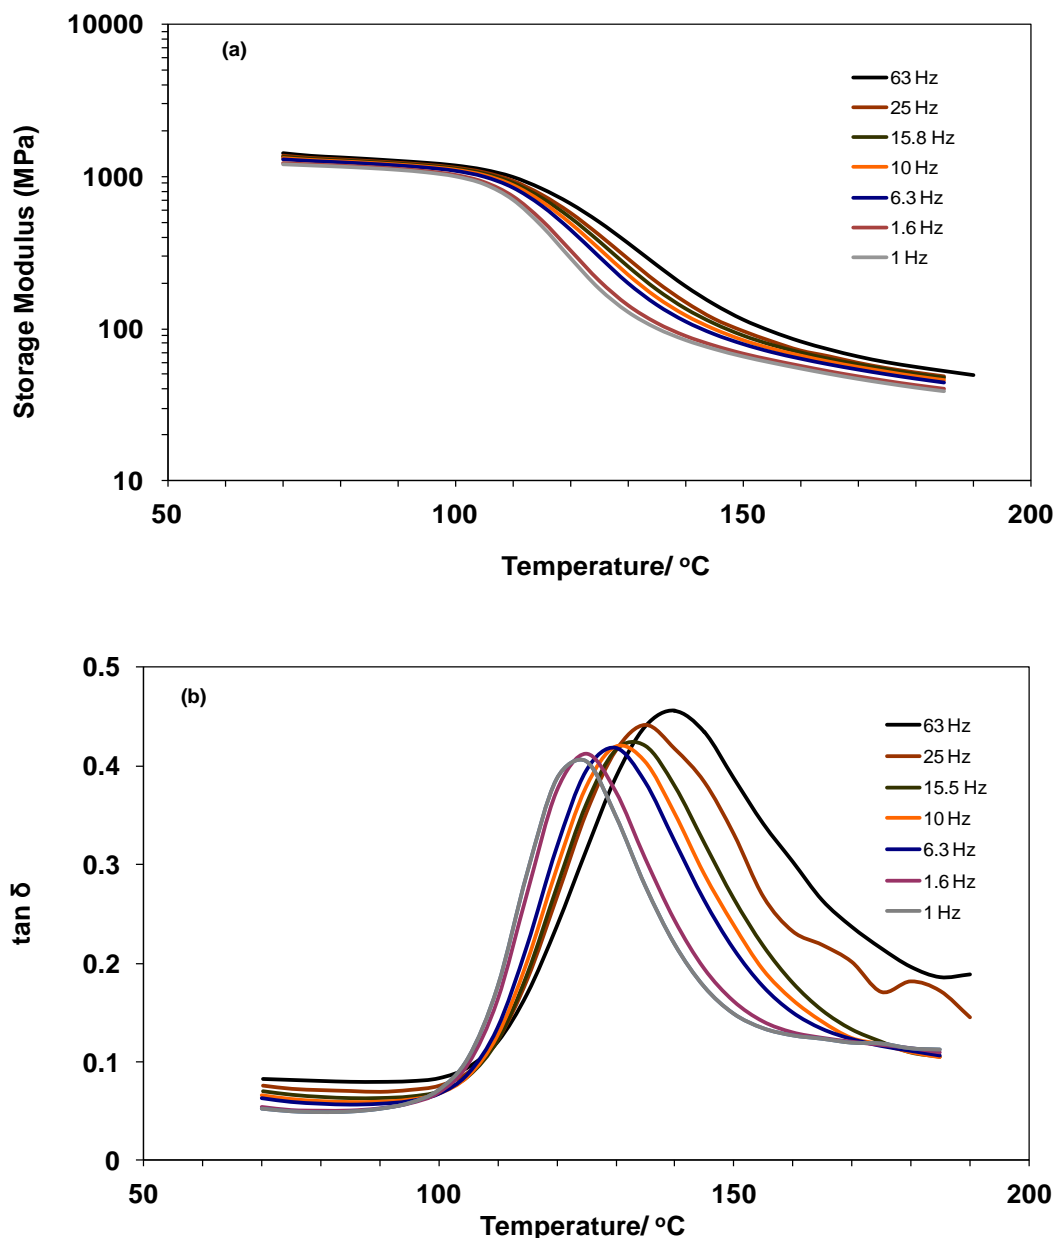 (a)
10000
1000
100
10
Storage Modulus (MPa)
63 Hz
25 Hz
15.8 Hz
10 Hz
6.3 Hz
1.6 Hz
1 Hz
50
100
150
200
Temperature/ ºC
(b)
0.5
0.4
0.3
0.2
0.1
0
tan δ
63 Hz
25 Hz
15.5 Hz
10 Hz
6.3 Hz
1.6 Hz
1 Hz
50
100
150
200
Temperature/ ºC